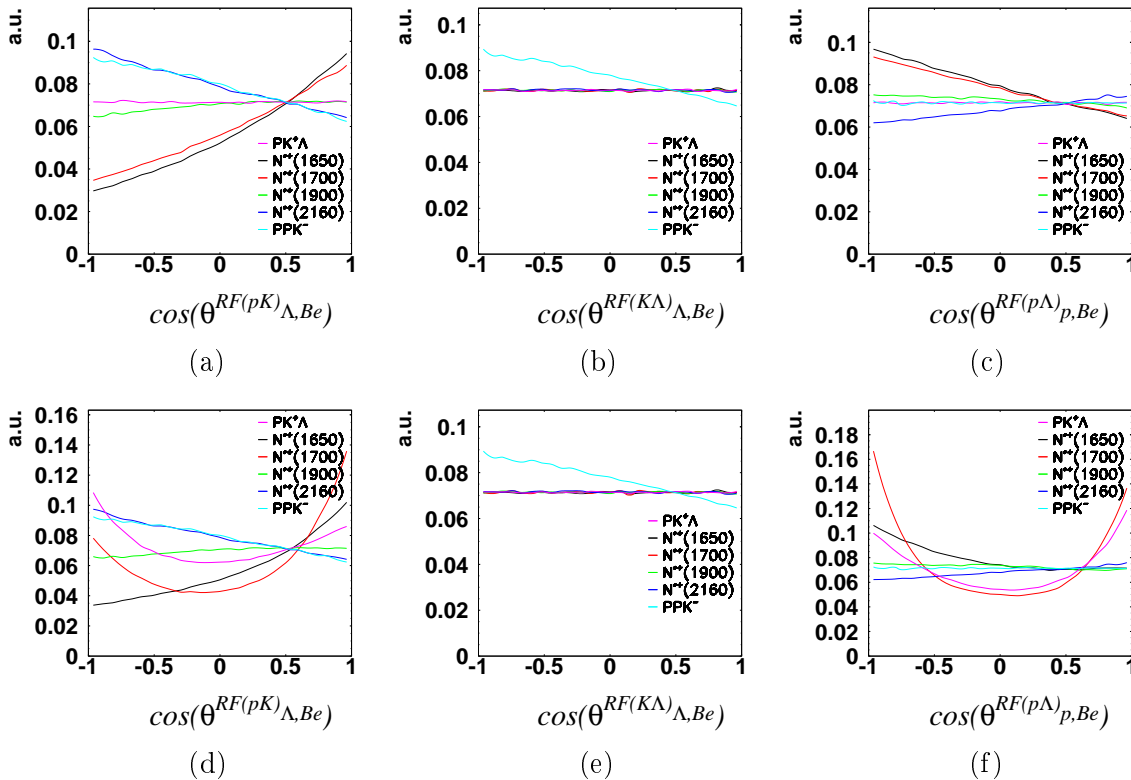 a.u.
0.1
0.08
0.06
0.04
0.02
0
-1 -0.5 0 0.5 1
PK⁺Λ
N*⁺(1650)
N*⁺(1700)
N*⁺(1900)
N*⁺(2160)
PPK⁻
cos(θ^{RF(pK)}_{Λ,Be})
(a)
a.u.
0.1
0.08
0.06
0.04
0.02
0
-1 -0.5 0 0.5 1
PK⁺Λ
N*⁺(1650)
N*⁺(1700)
N*⁺(1900)
N*⁺(2160)
PPK⁻
cos(θ^{RF(KΛ)}_{Λ,Be})
(b)
a.u.
0.1
0.08
0.06
0.04
0.02
0
-1 -0.5 0 0.5 1
PK⁺Λ
N*⁺(1650)
N*⁺(1700)
N*⁺(1900)
N*⁺(2160)
PPK⁻
cos(θ^{RF(pΛ)}_{p,Be})
(c)
a.u.
0.16
0.14
0.12
0.1
0.08
0.06
0.04
0.02
0
-1 -0.5 0 0.5 1
PK⁺Λ
N*⁺(1650)
N*⁺(1700)
N*⁺(1900)
N*⁺(2160)
PPK⁻
cos(θ^{RF(pK)}_{Λ,Be})
(d)
a.u.
0.1
0.08
0.06
0.04
0.02
0
-1 -0.5 0 0.5 1
PK⁺Λ
N*⁺(1650)
N*⁺(1700)
N*⁺(1900)
N*⁺(2160)
PPK⁻
cos(θ^{RF(KΛ)}_{Λ,Be})
(e)
a.u.
0.18
0.16
0.14
0.12
0.1
0.08
0.06
0.04
0.02
0
-1 -0.5 0 0.5 1
PK⁺Λ
N*⁺(1650)
N*⁺(1700)
N*⁺(1900)
N*⁺(2160)
PPK⁻
cos(θ^{RF(pΛ)}_{p,Be})
(f)